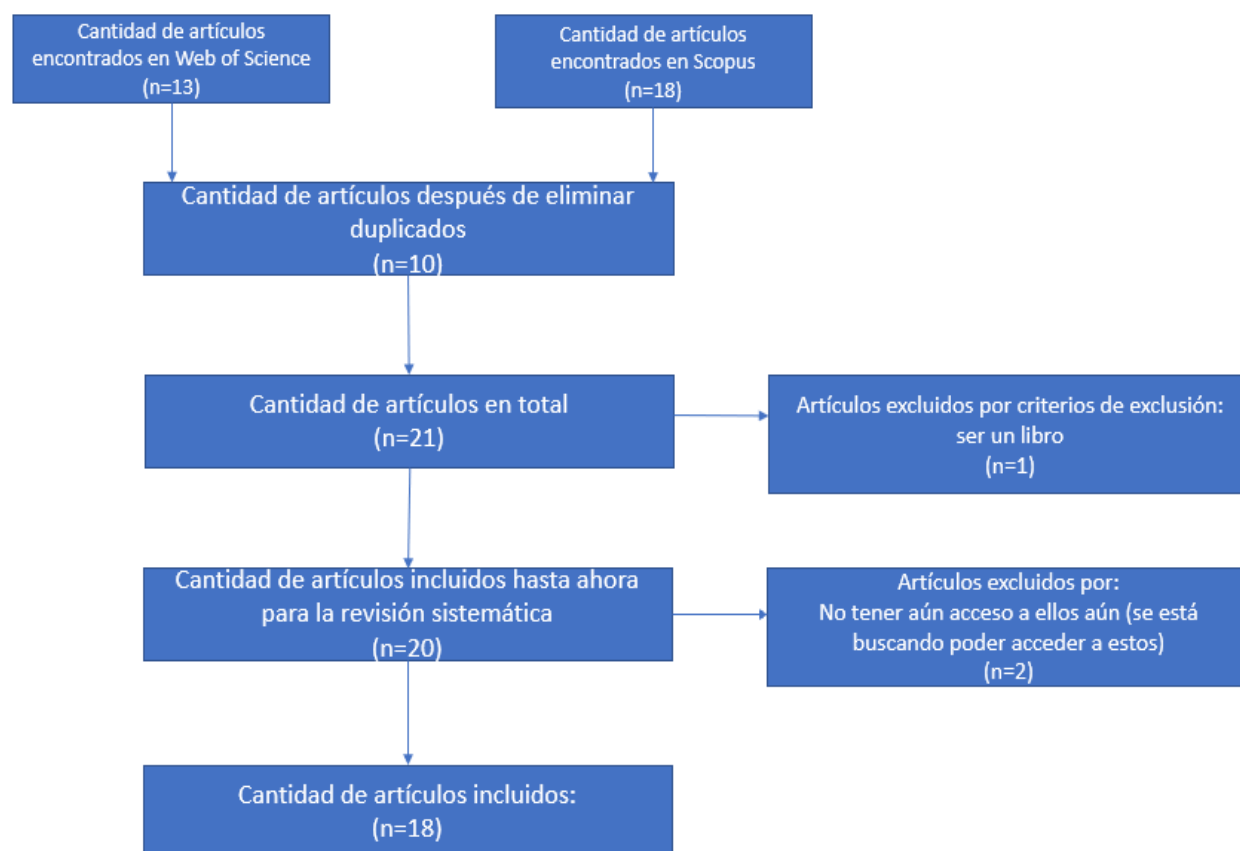 Cantidad de artículos
encontrados en Web of Science
(n=13)
Cantidad de artículos
encontrados en Scopus
(n=18)
Cantidad de artículos después de eliminar
duplicados
(n=10)
Cantidad de artículos en total
(n=21)
Artículos excluidos por criterios de exclusión:
ser un libro
(n=1)
Cantidad de artículos incluidos hasta ahora
para la revisión sistemática
(n=20)
Artículos excluidos por:
No tener aún acceso a ellos aún (se está
buscando poder acceder a estos)
(n=2)
Cantidad de artículos incluidos:
(n=18)